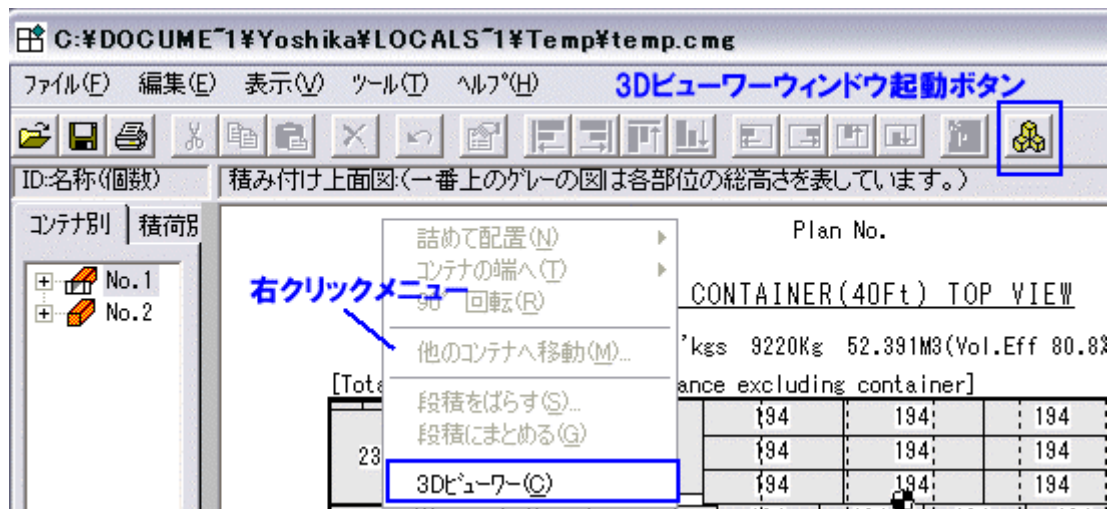 C:¥DOCUME~1¥Yoshika¥LOCALS~1¥Temp¥temp.cmg
ファイル(F) 編集(E) 表示(V) ツール(T) ヘルプ(H)
3Dビューワーウィンドウ起動ボタン
ID:名称(個数)
積み付け上面図:(一番上のグレーの図は各部位の総高さを表しています。)
コンテナ別 積荷別
No.1
No.2
右クリックメニュー
詰めて配置(N)
コンテナの端へ(T)
90° 回転(R)
他のコンテナへ移動(M)...
段積をばらす(S)...
段積にまとめる(G)
3Dビューワー(C)
Plan No.
CONTAINER(40Ft) TOP VIEW
'kgs 9220Kg 52.391M3(Vol.Eff 80.8%
[Tota
ance excluding container]
194 194 194
23
194 194 194
194 194 194